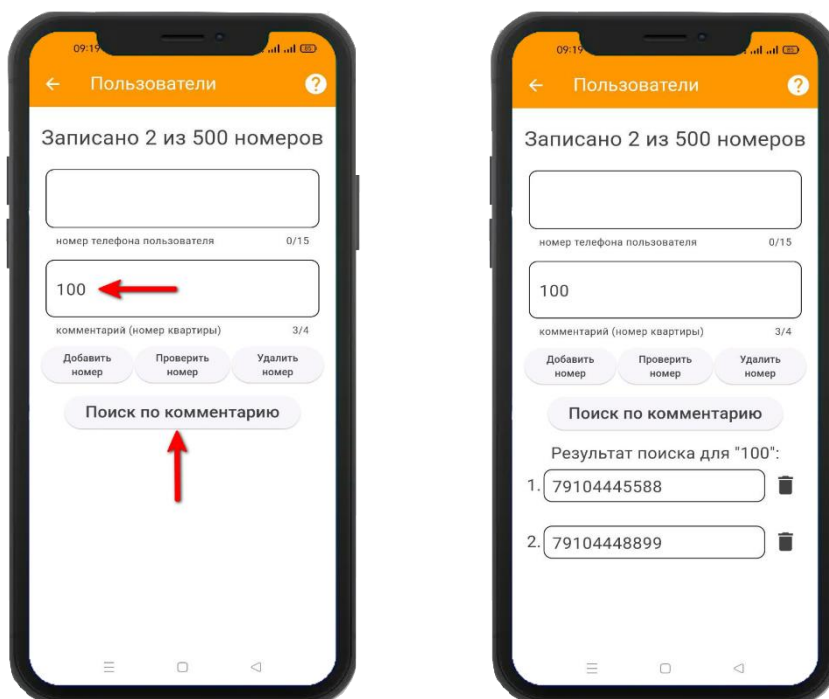 09:19
Пользователи
?
Записано 2 из 500 номеров
номер телефона пользователя 0/15
100
комментарий (номер квартиры) 3/4
Добавить номер
Проверить номер
Удалить номер
Поиск по комментарию
09:19
Пользователи
?
Записано 2 из 500 номеров
номер телефона пользователя 0/15
100
комментарий (номер квартиры) 3/4
Добавить номер
Проверить номер
Удалить номер
Поиск по комментарию
Результат поиска для "100":
1. 79104445588
2. 79104448899